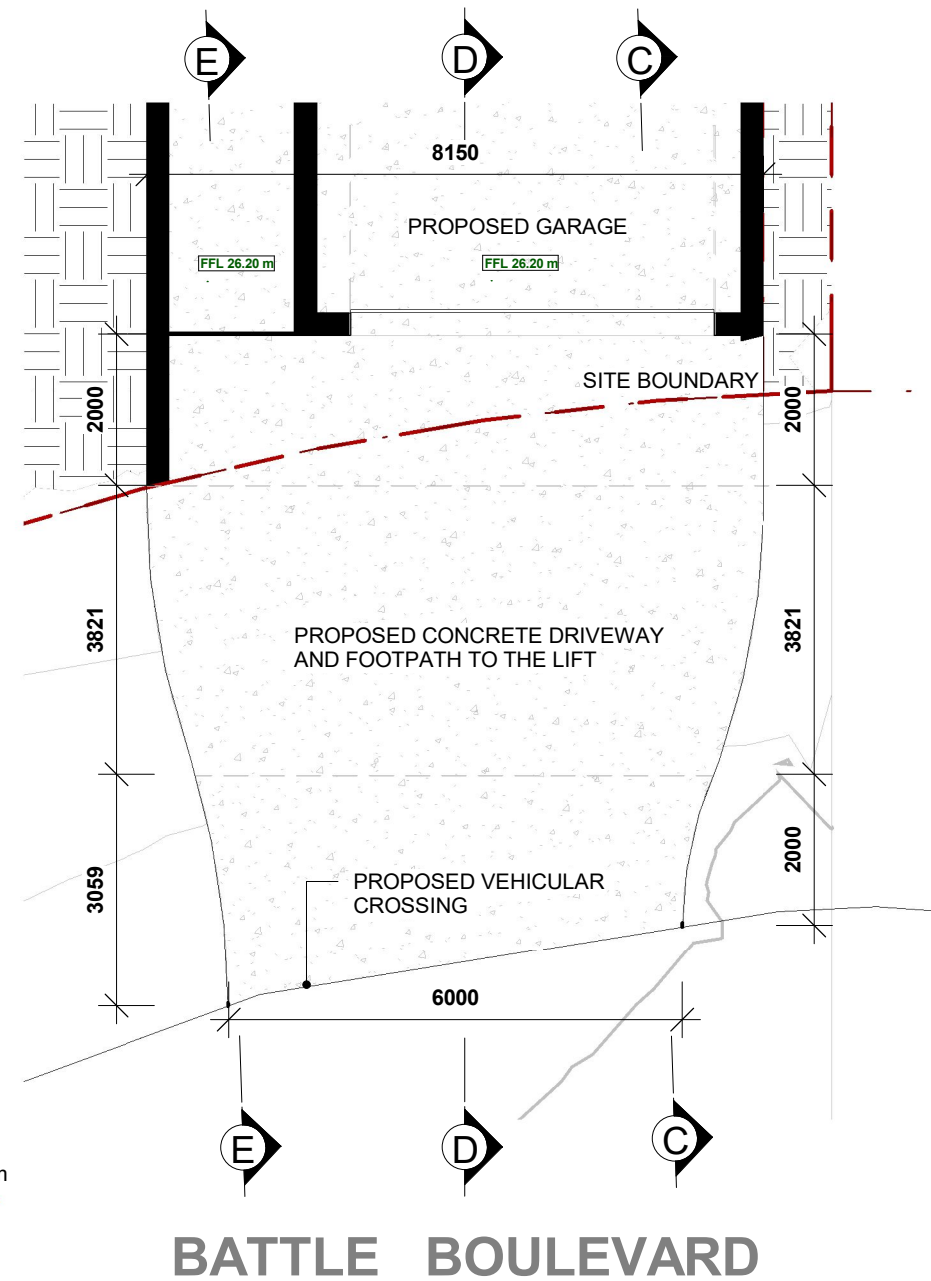 E
D
C
8150
PROPOSED GARAGE
FFL 26.20 m
FFL 26.20 m
SITE BOUNDARY
2000
2000
3821
3821
PROPOSED CONCRETE DRIVEWAY
AND FOOTPATH TO THE LIFT
3059
2000
PROPOSED VEHICULAR
CROSSING
6000
E
D
C
BATTLE BOULEVARD